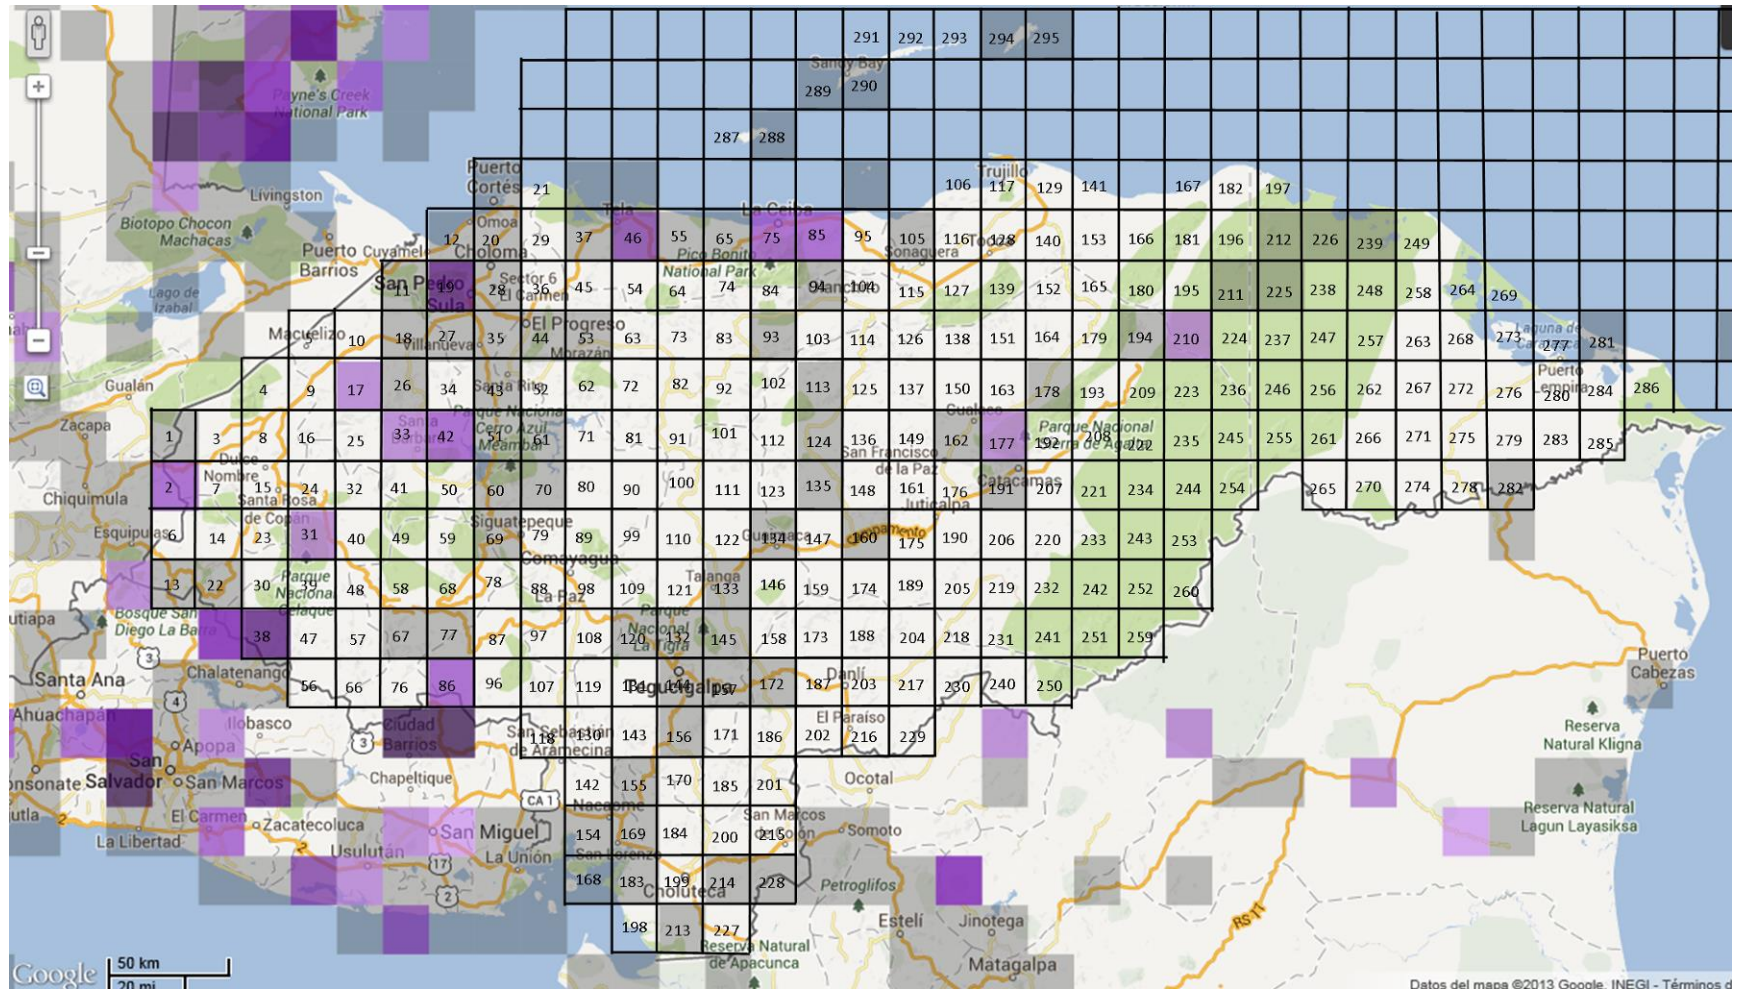 291 292 293 294 295
Sandy Bay
289 290
Payne's Creek
National Park
287 288
Puerto
Cortés
21
106 117 129 141 167 182 197
Trujillo
Livingston
Biotopo Chocon
Machacas
Puerto
Barrios
Cuyamelo
Omoa
Choloma
Tela
La Ceiba
12 20 29 37 46 55 65 75 85 95 105 116 128 140 153 166 181 196 212 226 239 249
Pico Bonito
National Park
Sonaguera
Lago de
Izabal
San Pedro
Sula
Sector 6
El Carmen
11 19 28 36 45 54 64 74 84 94 104 115 127 139 152 165 180 195 211 225 238 248 258 264 269
Macuelizo
El Progreso
Villanueva
Morazán
10 18 27 35 44 53 63 73 83 93 103 114 126 138 151 164 179 194 210 224 237 247 257 263 268 273 277 281
Laguna de
Gualán
Santa Rita
Puerto
4 9 17 26 34 43 52 62 72 82 92 102 113 125 137 150 163 178 193 209 223 236 246 256 262 267 272 276 280 284 286
Zacapa
Santa
Parque Nacional
Cerro Azul
Meambar
Gualaco
Parque Nacional
1 3 8 16 25 33 42 51 61 71 81 91 101 112 124 136 149 162 177 192 208 222 235 245 255 261 266 271 275 279 283 285
San Francisco
de la Paz
Dulce
Nombre
Chiquimula
Santa Rosa
de Copán
Catacamas
Juticalpa
2 7 15 24 32 41 50 60 70 80 90 100 111 123 135 148 161 176 191 207 221 234 244 254 265 270 274 278 282
Esquipulas
Siguatepeque
6 14 23 31 40 49 59 69 79 89 99 110 122 134 147 160 175 190 206 220 233 243 253
Comayagua
Talanga
Parque
Nacional
Celaque
La Paz
13 22 30 39 48 58 68 78 88 98 109 121 133 146 159 174 189 205 219 232 242 252 260
Bosque San
Diego La Barra
Parque
Nacional
La Tigra
38 47 57 67 77 87 97 108 120 132 145 158 173 188 204 218 231 241 251 259
3
Chalatenango
Santa Ana
Danlí
Tegucigalpa
Puerto
Cabezas
56 66 76 86 96 107 119 131 144 157 172 187 203 217 230 240 250
4
Ahuachapán
Ilobasco
Ciudad
Barrios
3
San Sebastián
de Aramecina
El Paraíso
Reserva
Natural Kligna
118 130 143 156 171 186 202 216 229
Apopa
San
Salvador
San Marcos
Chapeltique
Ocotal
142 155 170 185 201
CA 1
Nacaome
San Marcos
Reserva Natural
Lagun Layasiksa
El Carmen
Zacatecoluca
San Miguel
Somoto
2
La Libertad
2
Usulután
17
La Unión
San Lorenzo
154 169 184 200 215
2
Choluteca
Petroglifos
168 183 199 214 228
Estelí
Jinotega
RS 11
198 213 227
Reserva Natural
de Apacunca
Matagalpa
Google
50 km
20 mi
Datos del mapa ©2013 Google, INEGI - Términos d